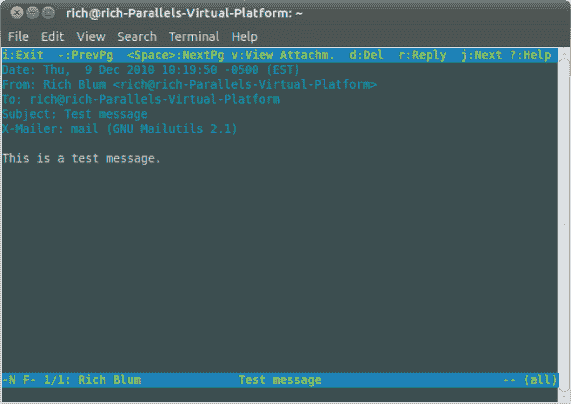 rich@rich-Parallels-Virtual-Platform: ~
File Edit View Search Terminal Help
i:Exit -:PrevPg <Space>:NextPg v:View Attachm. d:Del r:Reply j:Next ?:Help
Date: Thu, 9 Dec 2010 10:19:50 -0500 (EST)
From: Rich Blum <rich@rich-Parallels-Virtual-Platform>
To: rich@rich-Parallels-Virtual-Platform
Subject: Test message
X-Mailer: mail (GNU Mailutils 2.1)
This is a test message.
-N F- 1/1: Rich Blum Test message -- (all)